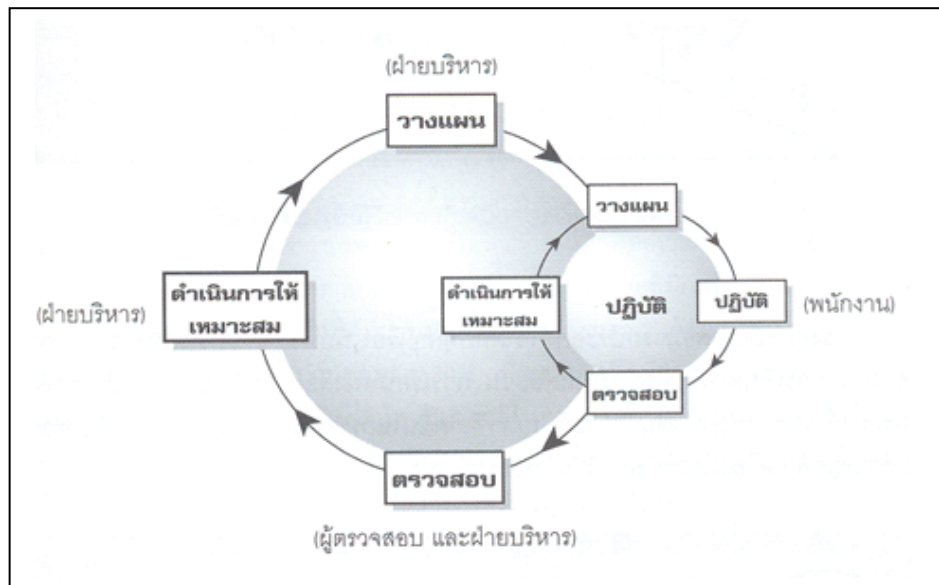 (ฝ่ายบริหาร)
วางแผน
วางแผน
(ฝ่ายบริหาร)
ดำเนินการให้
เหมาะสม
ดำเนินการให้
เหมาะสม
ปฏิบัติ
ปฏิบัติ
(พนักงาน)
ตรวจสอบ
ตรวจสอบ
(ผู้ตรวจสอบ และฝ่ายบริหาร)